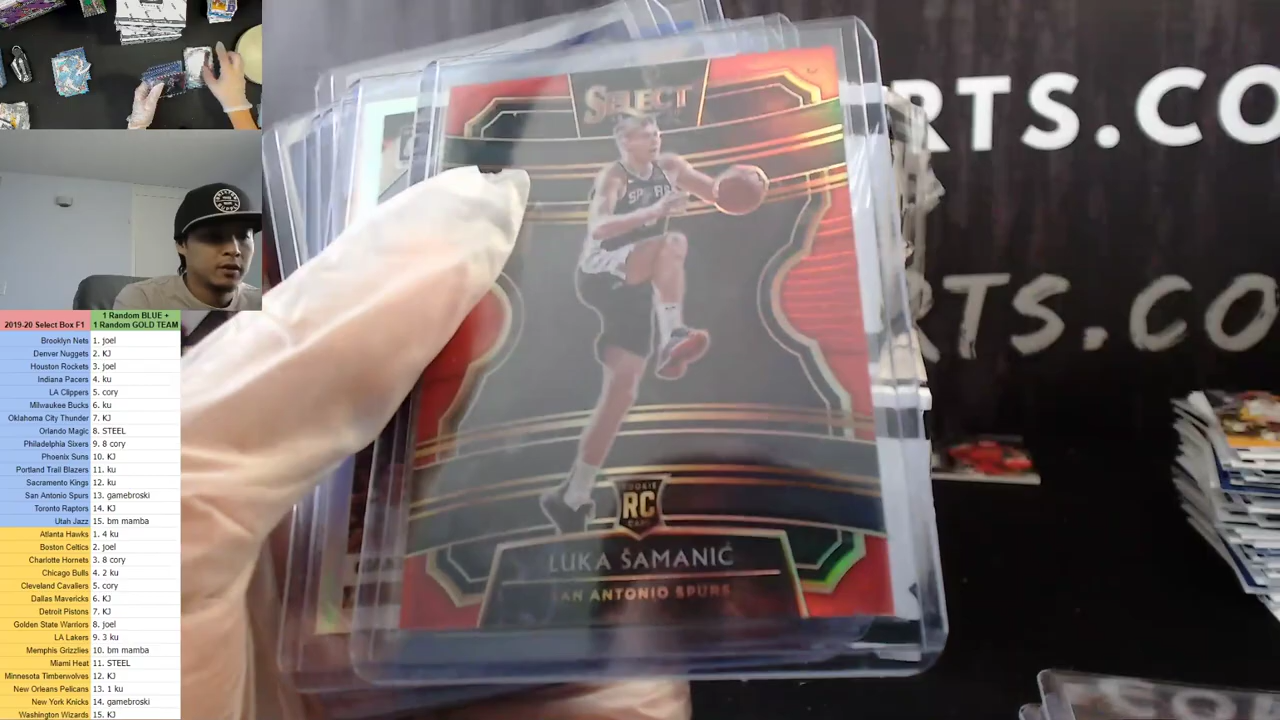 RTS.CO
RTS.CO
SELECT
SPURS
ROOKIE
RC
CARD
LUKA ŠAMANIĆ
SAN ANTONIO SPURS
2019-20 Select Box F1
1 Random BLUE +
1 Random GOLD TEAM
Brooklyn Nets 1. joel
Denver Nuggets 2. KJ
Houston Rockets 3. joel
Indiana Pacers 4. ku
LA Clippers 5. cory
Milwaukee Bucks 6. ku
Oklahoma City Thunder 7. KJ
Orlando Magic 8. STEEL
Philadelphia Sixers 9. 8 cory
Phoenix Suns 10. KJ
Portland Trail Blazers 11. ku
Sacramento Kings 12. ku
San Antonio Spurs 13. gamebroski
Toronto Raptors 14. KJ
Utah Jazz 15. bm mamba
Atlanta Hawks 1. 4 ku
Boston Celtics 2. joel
Charlotte Hornets 3. 8 cory
Chicago Bulls 4. 2 ku
Cleveland Cavaliers 5. cory
Dallas Mavericks 6. KJ
Detroit Pistons 7. KJ
Golden State Warriors 8. joel
LA Lakers 9. 3 ku
Memphis Grizzlies 10. bm mamba
Miami Heat 11. STEEL
Minnesota Timberwolves 12. KJ
New Orleans Pelicans 13. 1 ku
New York Knicks 14. gamebroski
Washington Wizards 15. KJ